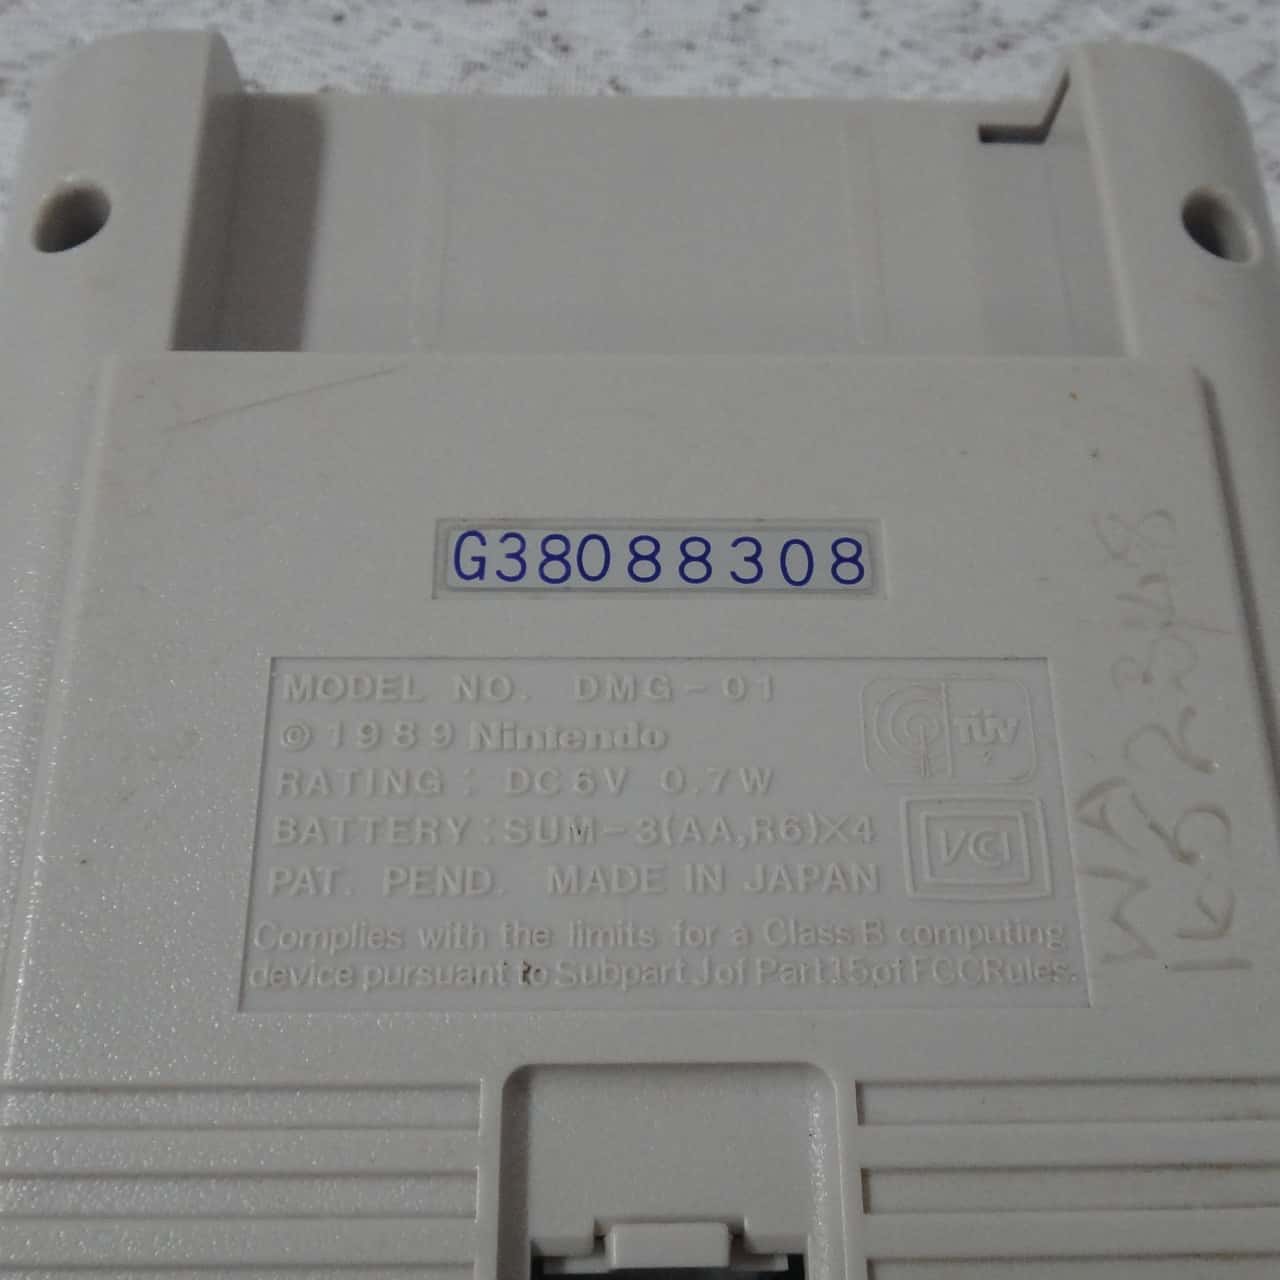 G38088308
MODEL NO. DMG-01
© 1989 Nintendo
TÜV
RATING : DC6V 0.7W
BATTERY : SUM-3(AA,R6)×4
VCI
PAT. PEND. MADE IN JAPAN
Complies with the limits for a Class B computing
device pursuant to Subpart J of Part 15 of FCC Rules.
WA